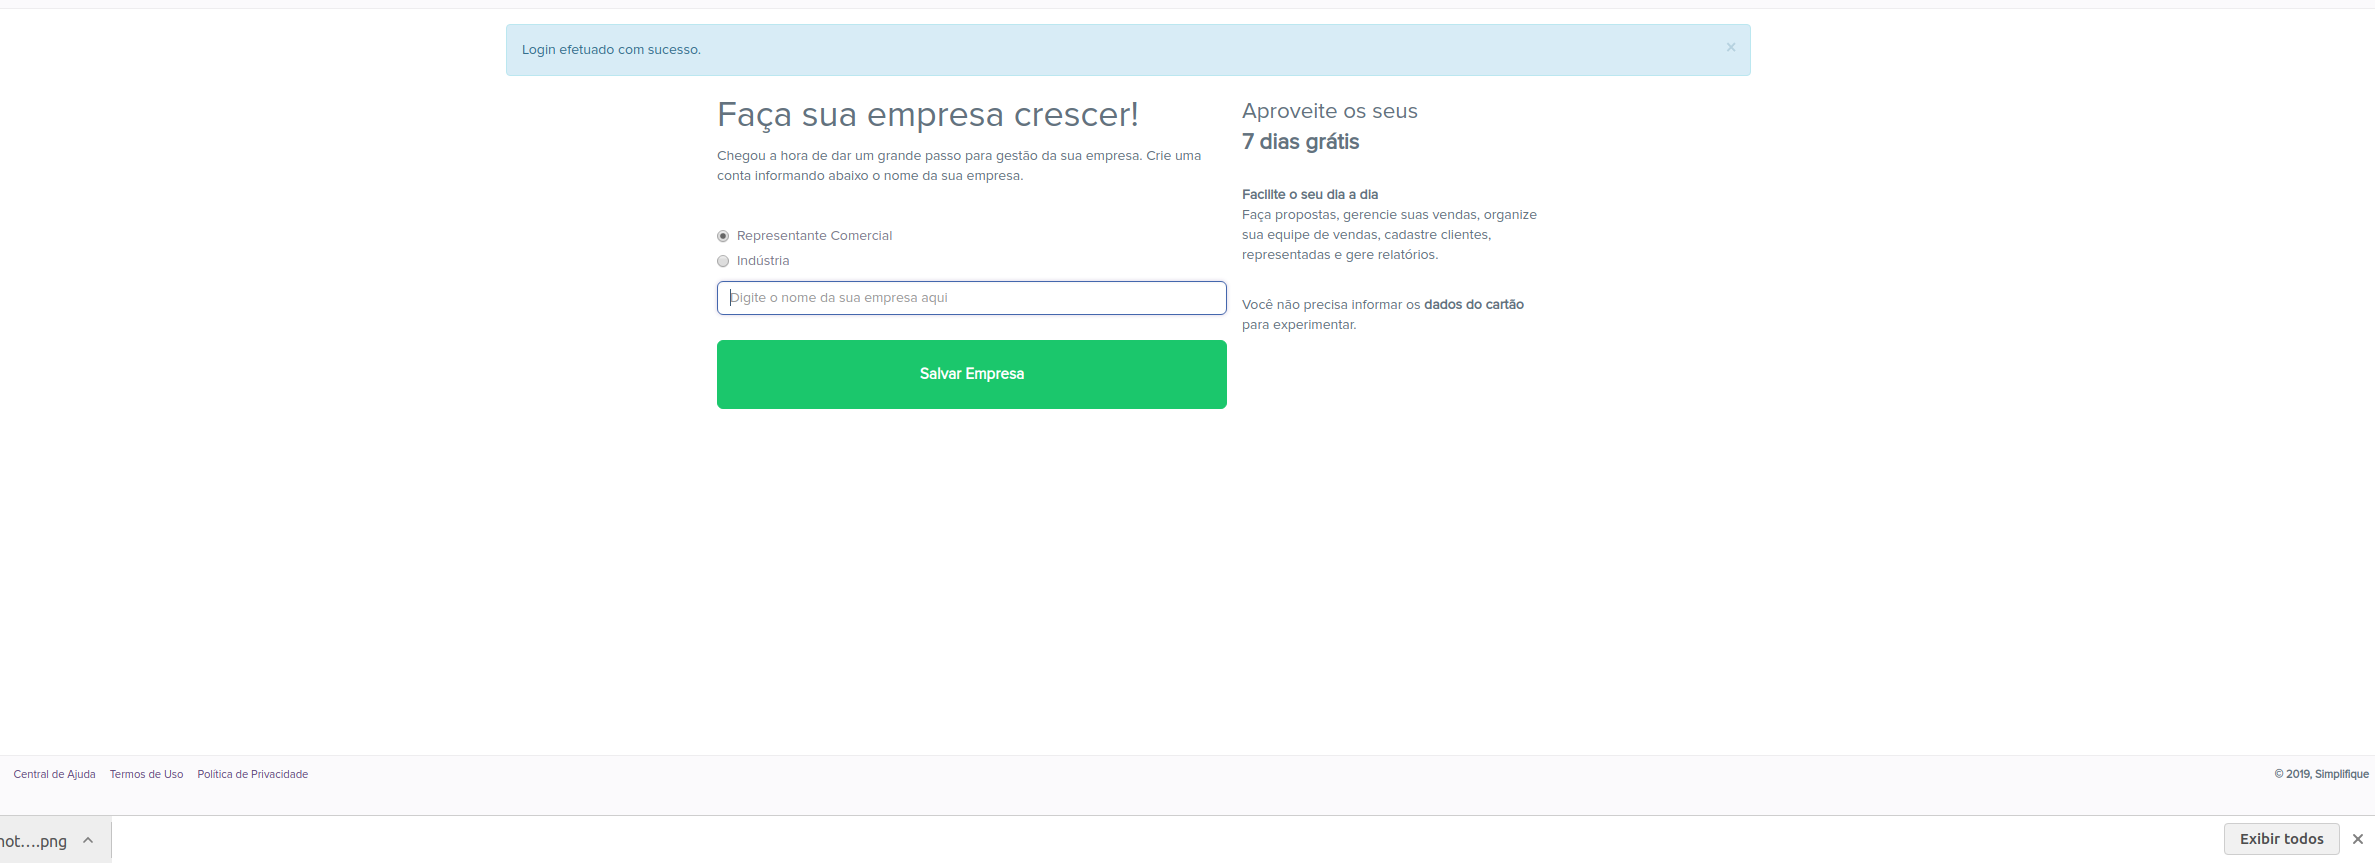 Login efetuado com sucesso.
×
Faça sua empresa crescer!
Chegou a hora de dar um grande passo para gestão da sua empresa. Crie uma
conta informando abaixo o nome da sua empresa.
Representante Comercial
Indústria
Digite o nome da sua empresa aqui
Salvar Empresa
Aproveite os seus
7 dias grátis
Facilite o seu dia a dia
Faça propostas, gerencie suas vendas, organize
sua equipe de vendas, cadastre clientes,
representadas e gere relatórios.
Você não precisa informar os dados do cartão
para experimentar.
Central de Ajuda Termos de Uso Política de Privacidade
© 2019, Simplifique
not....png
Exibir todos